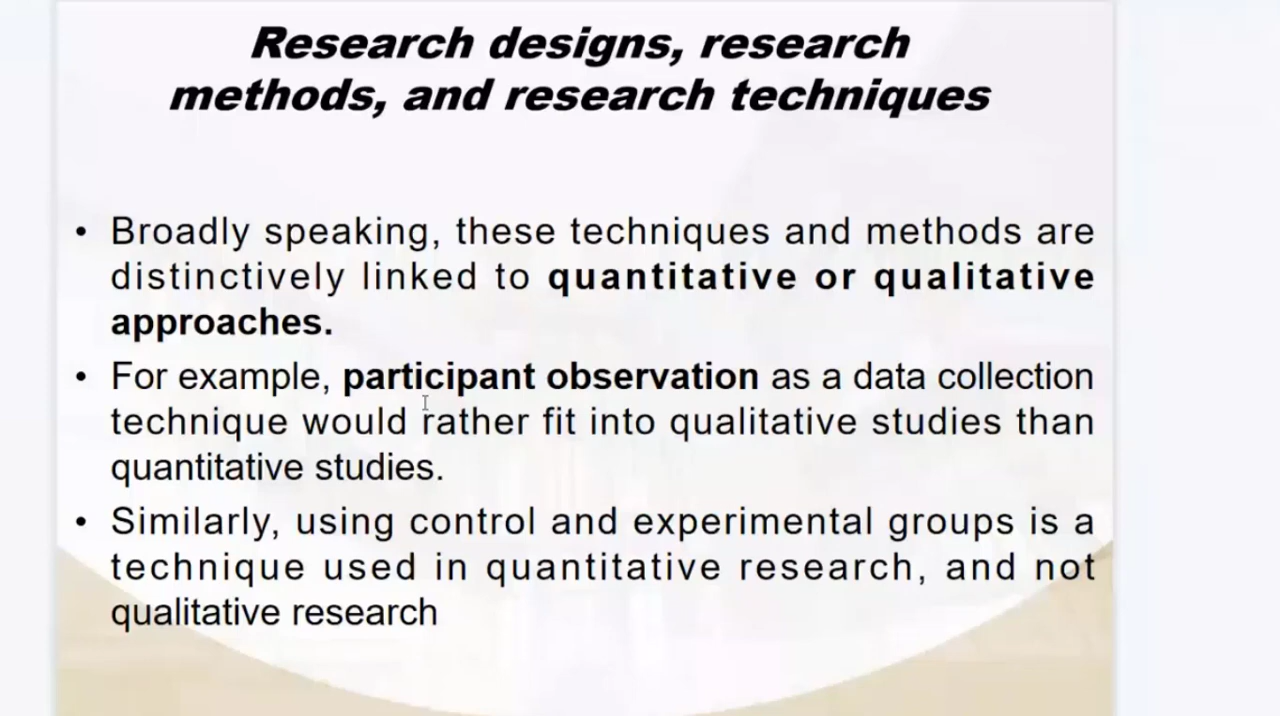 Research designs, research
methods, and research techniques
• Broadly speaking, these techniques and methods are
distinctively linked to quantitative or qualitative
approaches.
• For example, participant observation as a data collection
technique would rather fit into qualitative studies than
quantitative studies.
• Similarly, using control and experimental groups is a
technique used in quantitative research, and not
qualitative research